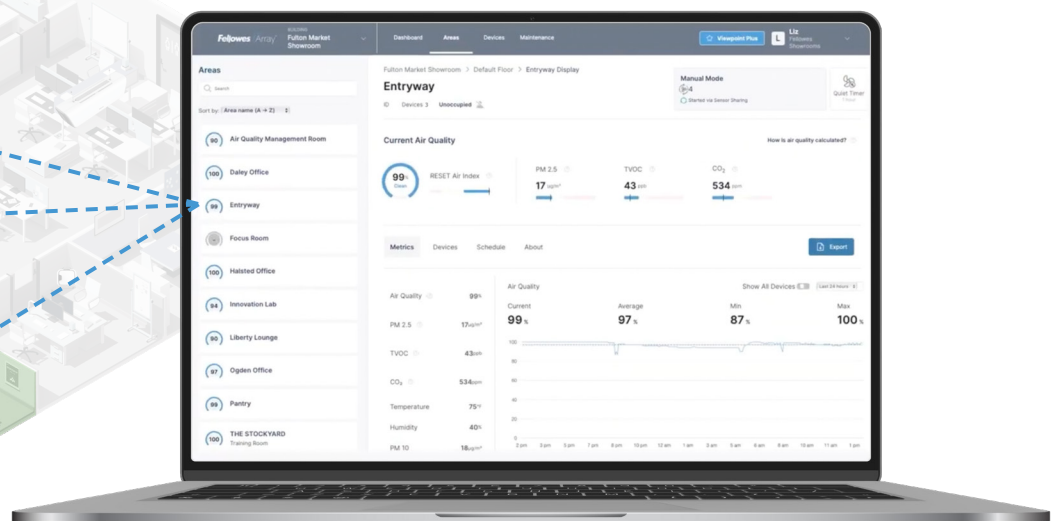 Fellowes Array
BUILDING
Fulton Market
Showroom
Dashboard
Areas
Devices
Maintenance
Viewpoint Plus
L
Liz
Fellowes
Showrooms
Areas
Search
Sort by: Area name (A → Z)
90 Air Quality Management Room
100 Daley Office
99 Entryway
Focus Room
100 Halsted Office
94 Innovation Lab
90 Liberty Lounge
97 Ogden Office
99 Pantry
100 THE STOCKYARD
Training Room
Fulton Market Showroom > Default Floor > Entryway Display
Entryway
Devices 3 Unoccupied
Manual Mode
4
Started via Sensor Sharing
Quiet Timer
1 hour
Current Air Quality
How is air quality calculated?
99%
Clean
RESET Air Index
PM 2.5
17 ug/m³
TVOC
43 ppb
CO₂
534 ppm
Metrics
Devices
Schedule
About
Export
Air Quality 99%
PM 2.5 17ug/m³
TVOC 43ppb
CO₂ 534ppm
Temperature 75°F
Humidity 40%
PM 10 18ug/m³
Air Quality
Show All Devices
Last 24 hours
Current
99 %
Average
97 %
Min
87 %
Max
100 %
100
80
60
40
20
0
2 pm 3 pm 5 pm 7 pm 8 pm 10 pm 12 am 1 am 3 am 5 am 6 am 8 am 10 am 11 am 1 pm